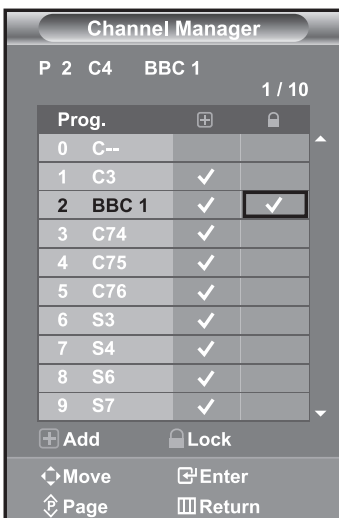 Channel Manager
P 2 C4 BBC 1
1 / 10
Prog.
0 C--
1 C3
2 BBC 1
3 C74
4 C75
5 C76
6 S3
7 S4
8 S6
9 S7
Add Lock
Move Enter
P Page Return